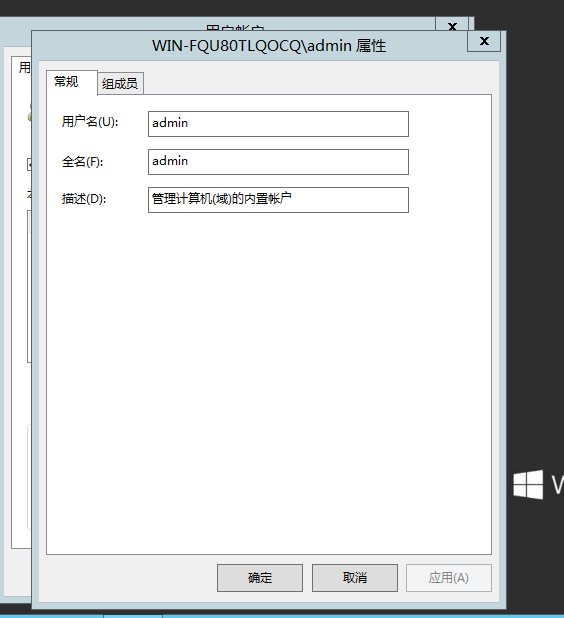 用户帐户
WIN-FQU80TLQOCQ\admin 属性
x
x
用
常规
组成员
用户名(U):
admin
全名(F):
admin
描述(D):
管理计算机(域)的内置帐户
确定
取消
应用(A)